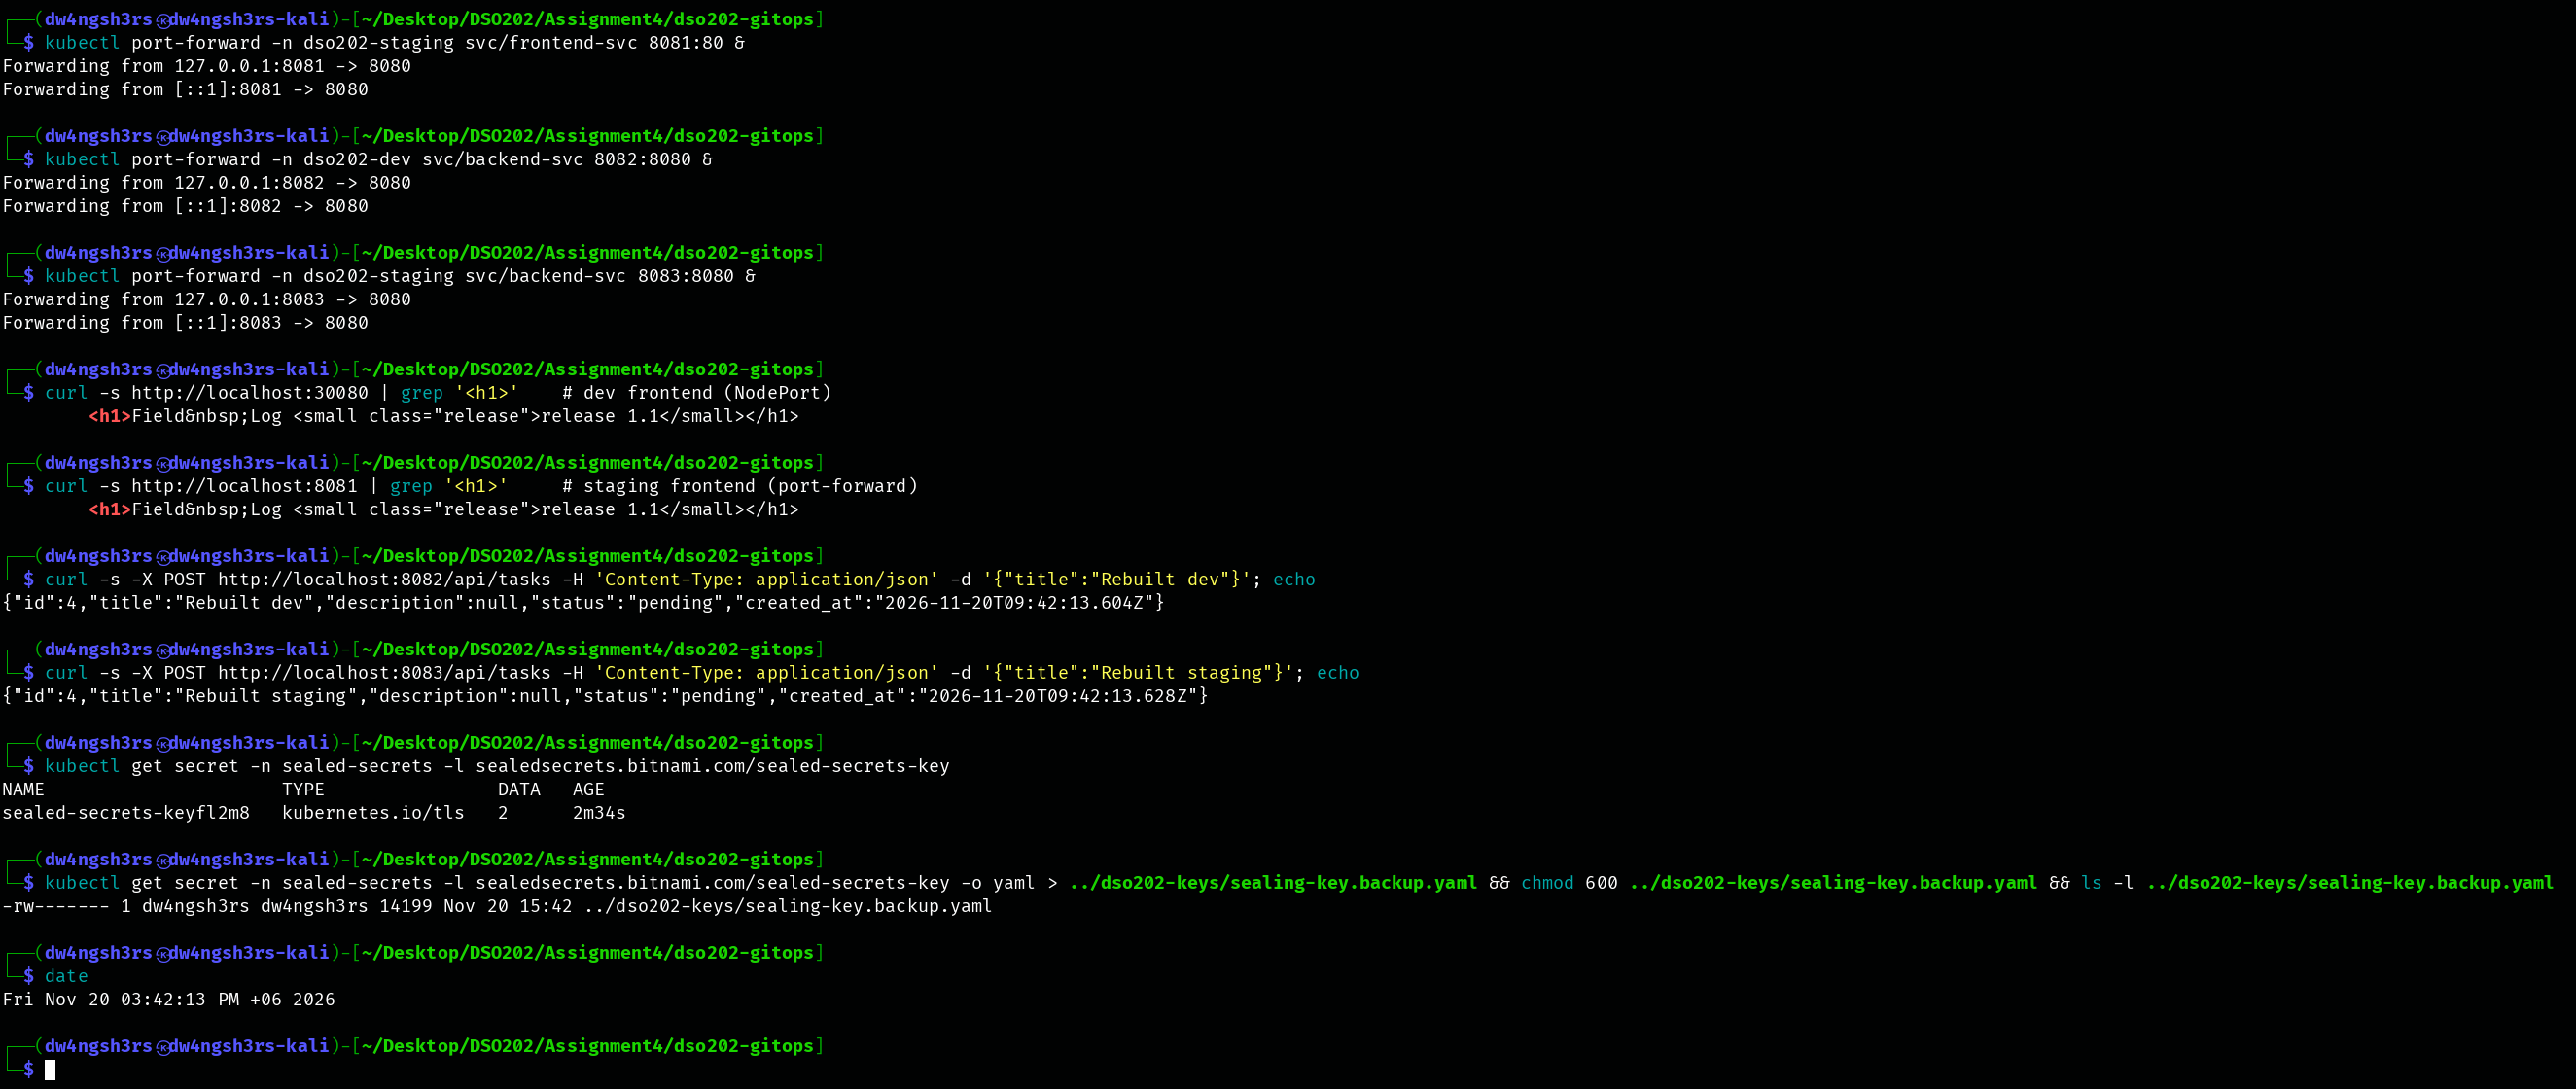 ┌──(dw4ngsh3rs㉿dw4ngsh3rs-kali)-[~/Desktop/DSO202/Assignment4/dso202-gitops]
└─$ kubectl port-forward -n dso202-staging svc/frontend-svc 8081:80 &
Forwarding from 127.0.0.1:8081 -> 8080
Forwarding from [::1]:8081 -> 8080
┌──(dw4ngsh3rs㉿dw4ngsh3rs-kali)-[~/Desktop/DSO202/Assignment4/dso202-gitops]
└─$ kubectl port-forward -n dso202-dev svc/backend-svc 8082:8080 &
Forwarding from 127.0.0.1:8082 -> 8080
Forwarding from [::1]:8082 -> 8080
┌──(dw4ngsh3rs㉿dw4ngsh3rs-kali)-[~/Desktop/DSO202/Assignment4/dso202-gitops]
└─$ kubectl port-forward -n dso202-staging svc/backend-svc 8083:8080 &
Forwarding from 127.0.0.1:8083 -> 8080
Forwarding from [::1]:8083 -> 8080
┌──(dw4ngsh3rs㉿dw4ngsh3rs-kali)-[~/Desktop/DSO202/Assignment4/dso202-gitops]
└─$ curl -s http://localhost:30080 | grep '<h1>'    # dev frontend (NodePort)
        <h1>Field&nbsp;Log <small class="release">release 1.1</small></h1>
┌──(dw4ngsh3rs㉿dw4ngsh3rs-kali)-[~/Desktop/DSO202/Assignment4/dso202-gitops]
└─$ curl -s http://localhost:8081 | grep '<h1>'     # staging frontend (port-forward)
        <h1>Field&nbsp;Log <small class="release">release 1.1</small></h1>
┌──(dw4ngsh3rs㉿dw4ngsh3rs-kali)-[~/Desktop/DSO202/Assignment4/dso202-gitops]
└─$ curl -s -X POST http://localhost:8082/api/tasks -H 'Content-Type: application/json' -d '{"title":"Rebuilt dev"}'; echo
{"id":4,"title":"Rebuilt dev","description":null,"status":"pending","created_at":"2026-11-20T09:42:13.604Z"}
┌──(dw4ngsh3rs㉿dw4ngsh3rs-kali)-[~/Desktop/DSO202/Assignment4/dso202-gitops]
└─$ curl -s -X POST http://localhost:8083/api/tasks -H 'Content-Type: application/json' -d '{"title":"Rebuilt staging"}'; echo
{"id":4,"title":"Rebuilt staging","description":null,"status":"pending","created_at":"2026-11-20T09:42:13.628Z"}
┌──(dw4ngsh3rs㉿dw4ngsh3rs-kali)-[~/Desktop/DSO202/Assignment4/dso202-gitops]
└─$ kubectl get secret -n sealed-secrets -l sealedsecrets.bitnami.com/sealed-secrets-key
NAME                      TYPE                DATA   AGE
sealed-secrets-keyfl2m8   kubernetes.io/tls   2      2m34s
┌──(dw4ngsh3rs㉿dw4ngsh3rs-kali)-[~/Desktop/DSO202/Assignment4/dso202-gitops]
└─$ kubectl get secret -n sealed-secrets -l sealedsecrets.bitnami.com/sealed-secrets-key -o yaml > ../dso202-keys/sealing-key.backup.yaml && chmod 600 ../dso202-keys/sealing-key.backup.yaml && ls -l ../dso202-keys/sealing-key.backup.yaml
-rw------- 1 dw4ngsh3rs dw4ngsh3rs 14199 Nov 20 15:42 ../dso202-keys/sealing-key.backup.yaml
┌──(dw4ngsh3rs㉿dw4ngsh3rs-kali)-[~/Desktop/DSO202/Assignment4/dso202-gitops]
└─$ date
Fri Nov 20 03:42:13 PM +06 2026
┌──(dw4ngsh3rs㉿dw4ngsh3rs-kali)-[~/Desktop/DSO202/Assignment4/dso202-gitops]
└─$